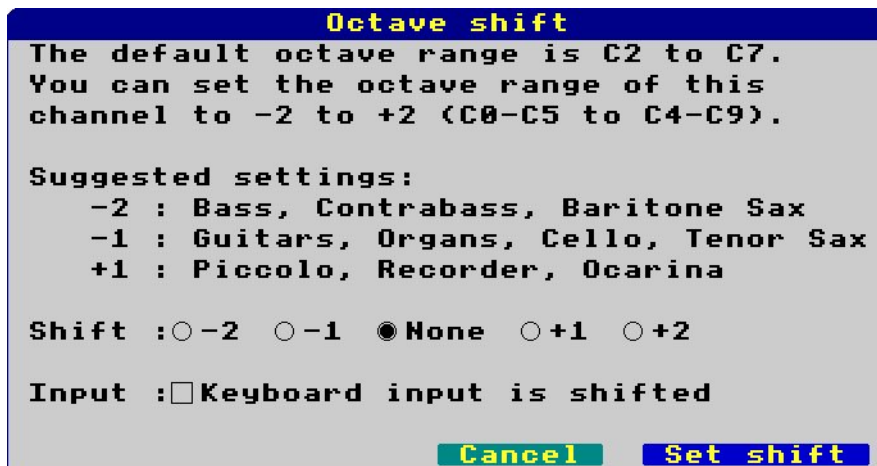 Octave shift
The default octave range is C2 to C7.
You can set the octave range of this
channel to -2 to +2 (C0-C5 to C4-C9).
Suggested settings:
-2 : Bass, Contrabass, Baritone Sax
-1 : Guitars, Organs, Cello, Tenor Sax
+1 : Piccolo, Recorder, Ocarina
Shift : -2 -1 None +1 +2
Input : Keyboard input is shifted
Cancel Set shift